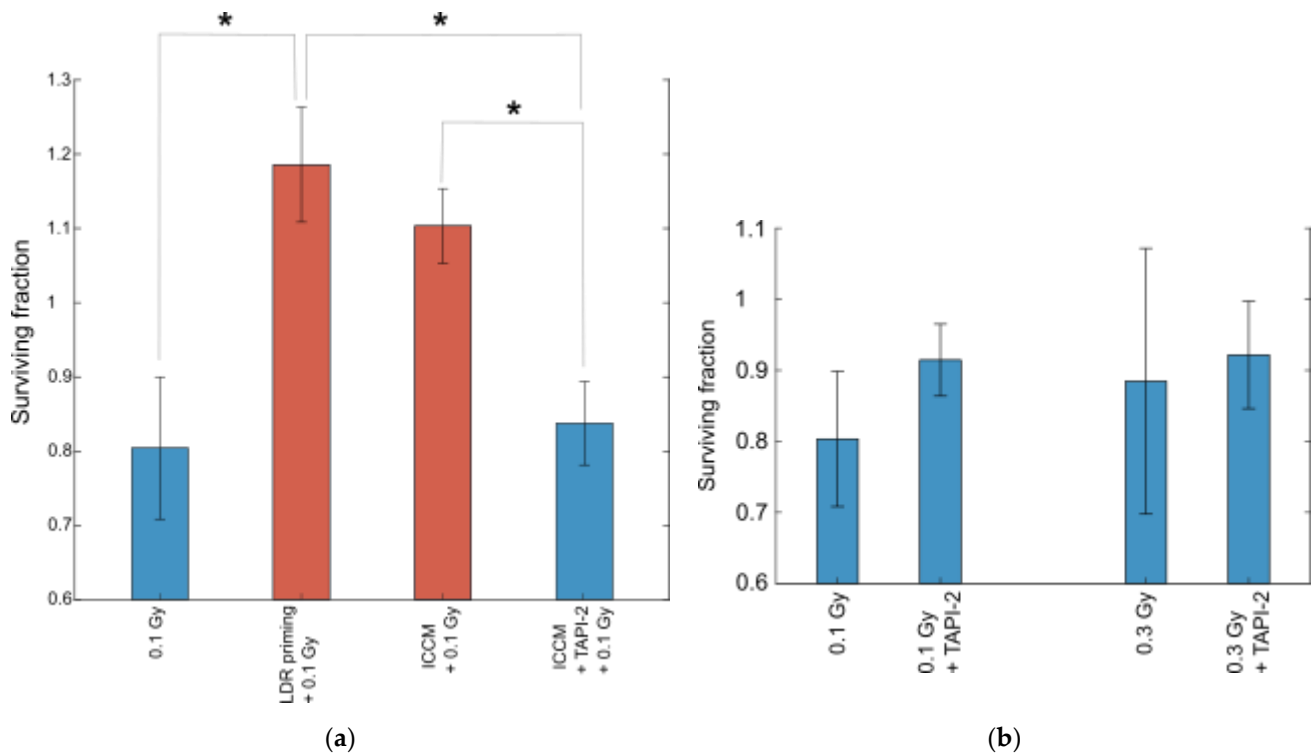 *
*
*
Surviving fraction
1.3
1.2
1.1
1
0.9
0.8
0.7
0.6
0.1 Gy
LDR priming
+ 0.1 Gy
ICCM
+ 0.1 Gy
ICCM
+ TAPI-2
+ 0.1 Gy
(a)
Surviving fraction
1.1
1
0.9
0.8
0.7
0.6
0.1 Gy
0.1 Gy
+ TAPI-2
0.3 Gy
0.3 Gy
+ TAPI-2
(b)